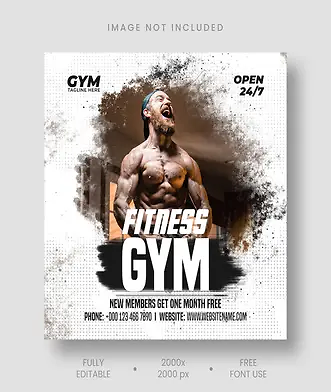 IMAGE NOT INCLUDED
GYM
TAGLINE HERE
OPEN
24/7
FITNESS
GYM
NEW MEMBERS GET ONE MONTH FREE
PHONE: +000 123 466 7890 | WEBSITE: WWW.WEBSITENAME.COM
FULLY
EDITABLE
•
2000x
2000 px
•
FREE
FONT USE